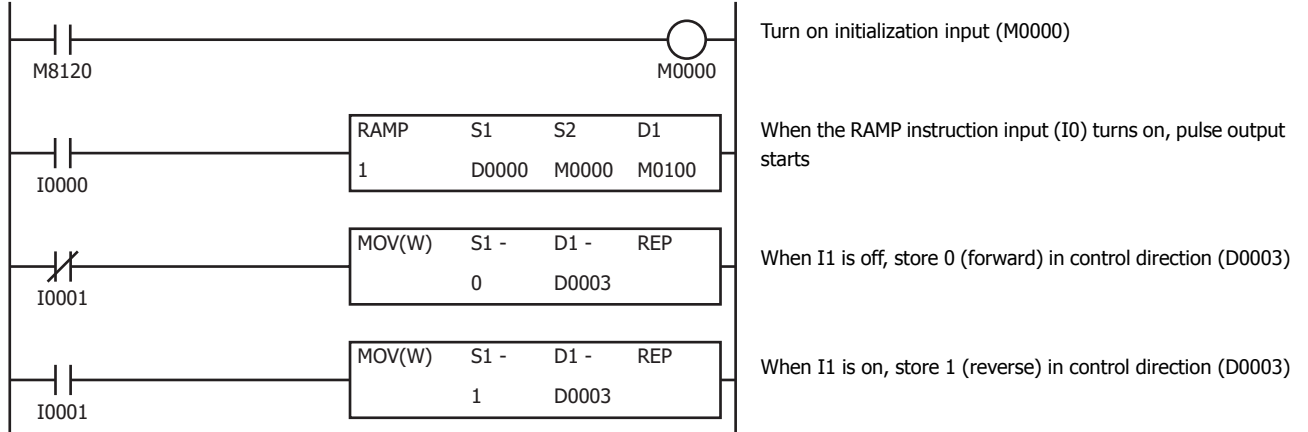 Turn on initialization input (M0000)
M8120
M0000
RAMP S1 S2 D1
1 D0000 M0000 M0100
I0000
When the RAMP instruction input (I0) turns on, pulse output
starts
MOV(W) S1 - D1 - REP
0 D0003
I0001
When I1 is off, store 0 (forward) in control direction (D0003)
MOV(W) S1 - D1 - REP
1 D0003
I0001
When I1 is on, store 1 (reverse) in control direction (D0003)